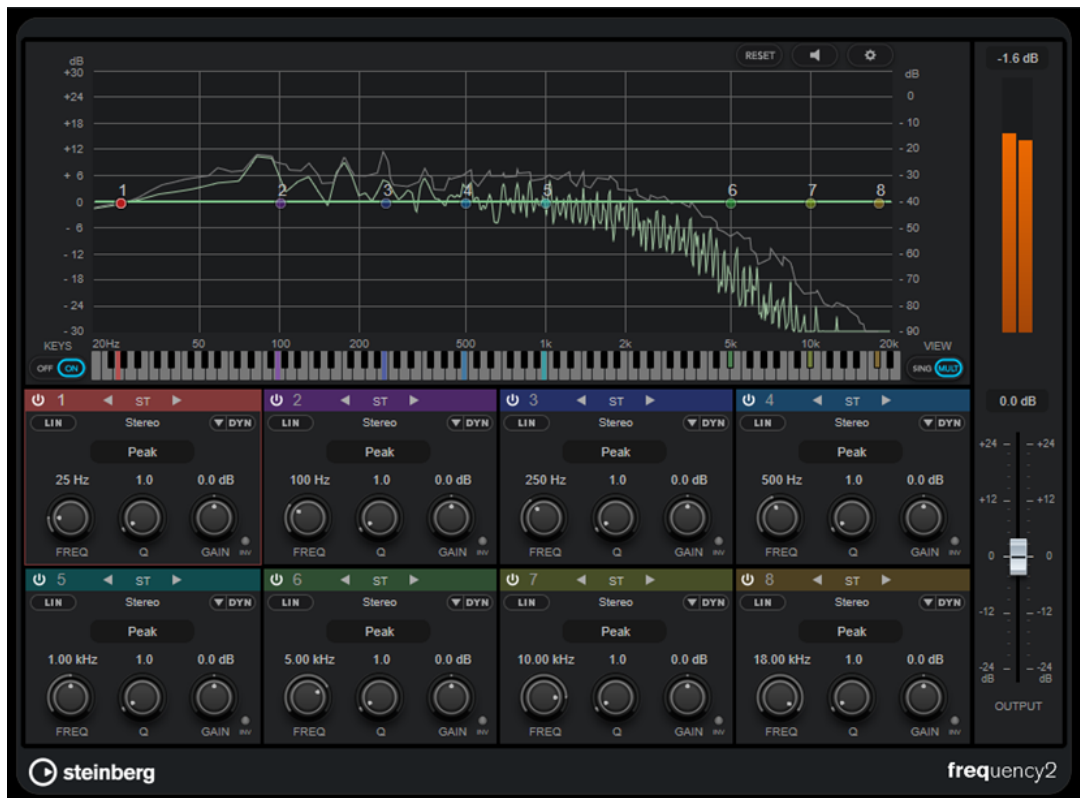 RESET
-1.6 dB
dB
+30
+24
+18
+12
+ 6
0
- 6
- 12
- 18
- 24
- 30
dB
0
- 10
- 20
- 30
- 40
- 50
- 60
- 70
- 80
- 90
1 2 3 4 5 6 7 8
20Hz 50 100 200 500 1k 2k 5k 10k 20k
KEYS
OFF ON
VIEW
SING MULT
1 ST
LIN Stereo DYN
Peak
25 Hz 1.0 0.0 dB
FREQ Q GAIN INV
2 ST
LIN Stereo DYN
Peak
100 Hz 1.0 0.0 dB
FREQ Q GAIN INV
3 ST
LIN Stereo DYN
Peak
250 Hz 1.0 0.0 dB
FREQ Q GAIN INV
4 ST
LIN Stereo DYN
Peak
500 Hz 1.0 0.0 dB
FREQ Q GAIN INV
5 ST
LIN Stereo DYN
Peak
1.00 kHz 1.0 0.0 dB
FREQ Q GAIN INV
6 ST
LIN Stereo DYN
Peak
5.00 kHz 1.0 0.0 dB
FREQ Q GAIN INV
7 ST
LIN Stereo DYN
Peak
10.00 kHz 1.0 0.0 dB
FREQ Q GAIN INV
8 ST
LIN Stereo DYN
Peak
18.00 kHz 1.0 0.0 dB
FREQ Q GAIN INV
0.0 dB
+24 +24
+12 +12
0 0
-12 -12
-24 -24
dB dB
OUTPUT
steinberg
frequency2